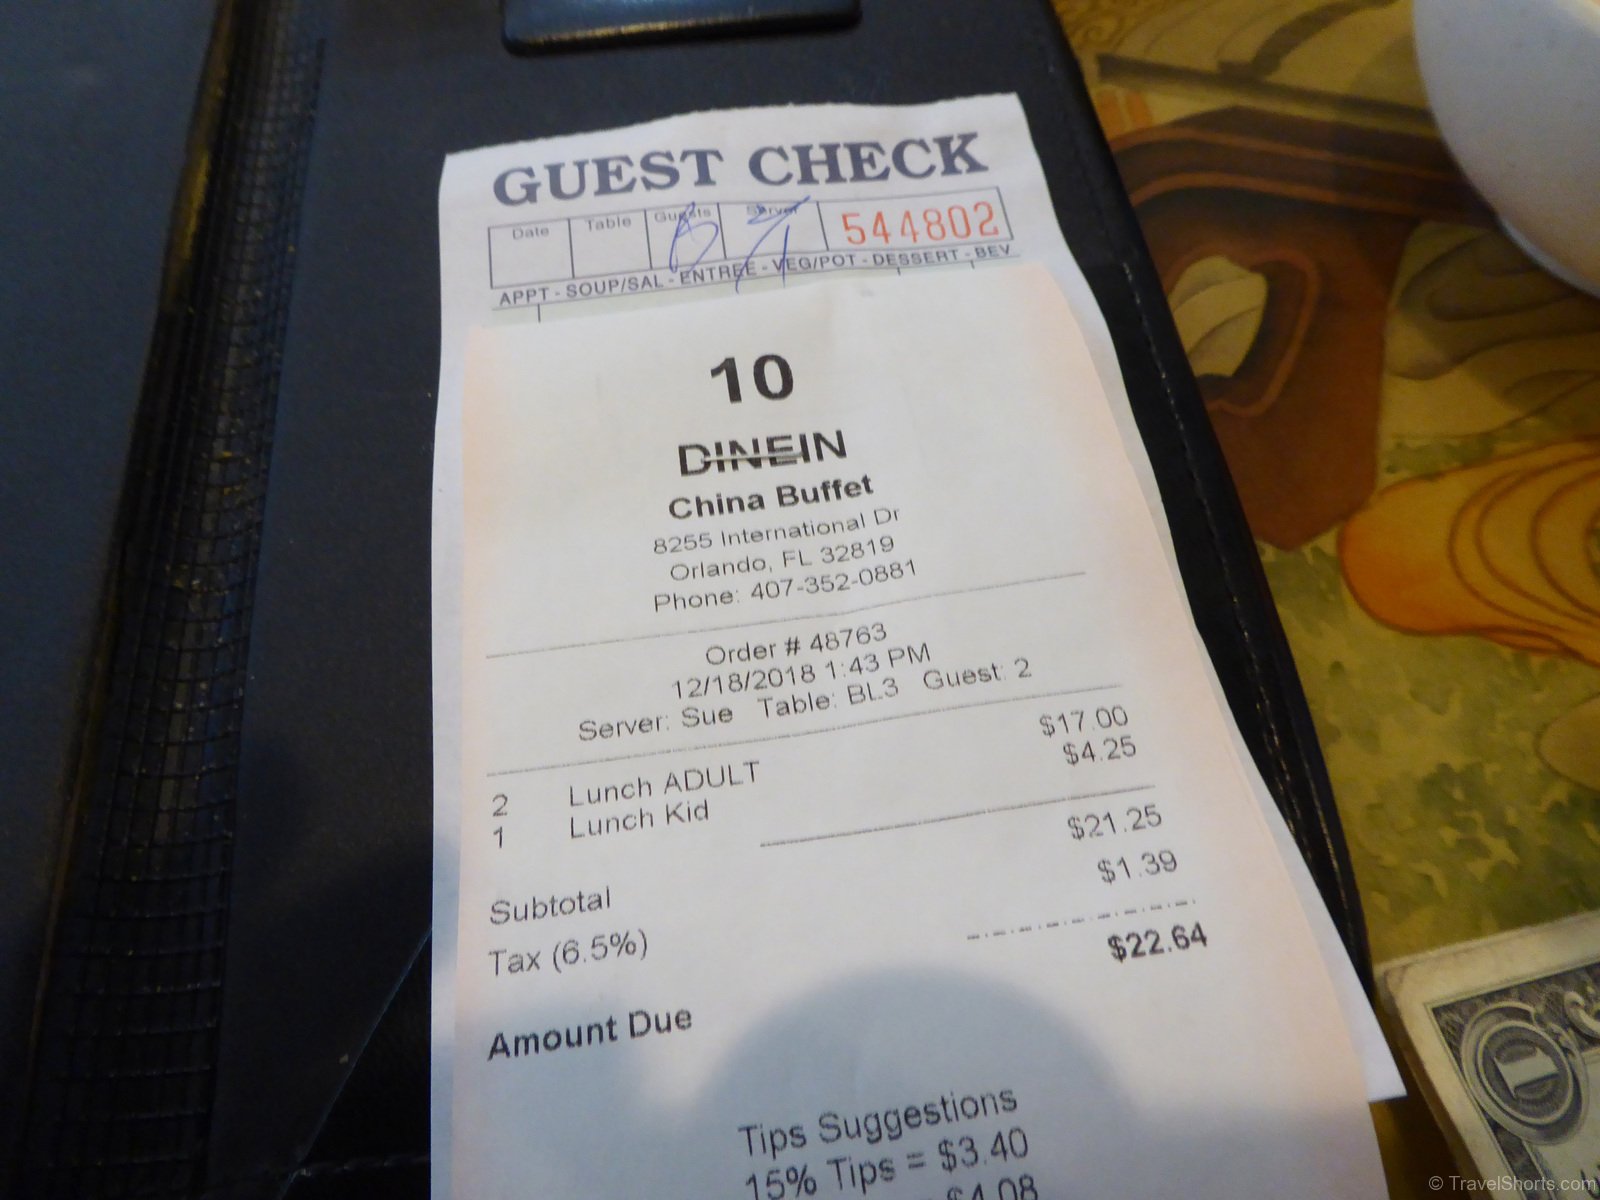 GUEST CHECK
Date Table Guests Server 544802
APPT - SOUP/SAL - ENTREE - VEG/POT - DESSERT - BEV
10
DINEIN
China Buffet
8255 International Dr
Orlando, FL 32819
Phone: 407-352-0881
Order # 48763
12/18/2018 1:43 PM
Server: Sue Table: BL3 Guest: 2
2 Lunch ADULT $17.00
1 Lunch Kid $4.25
Subtotal $21.25
Tax (6.5%) $1.39
Amount Due $22.64
Tips Suggestions
15% Tips = $3.40
$4.08
© TravelShorts.com